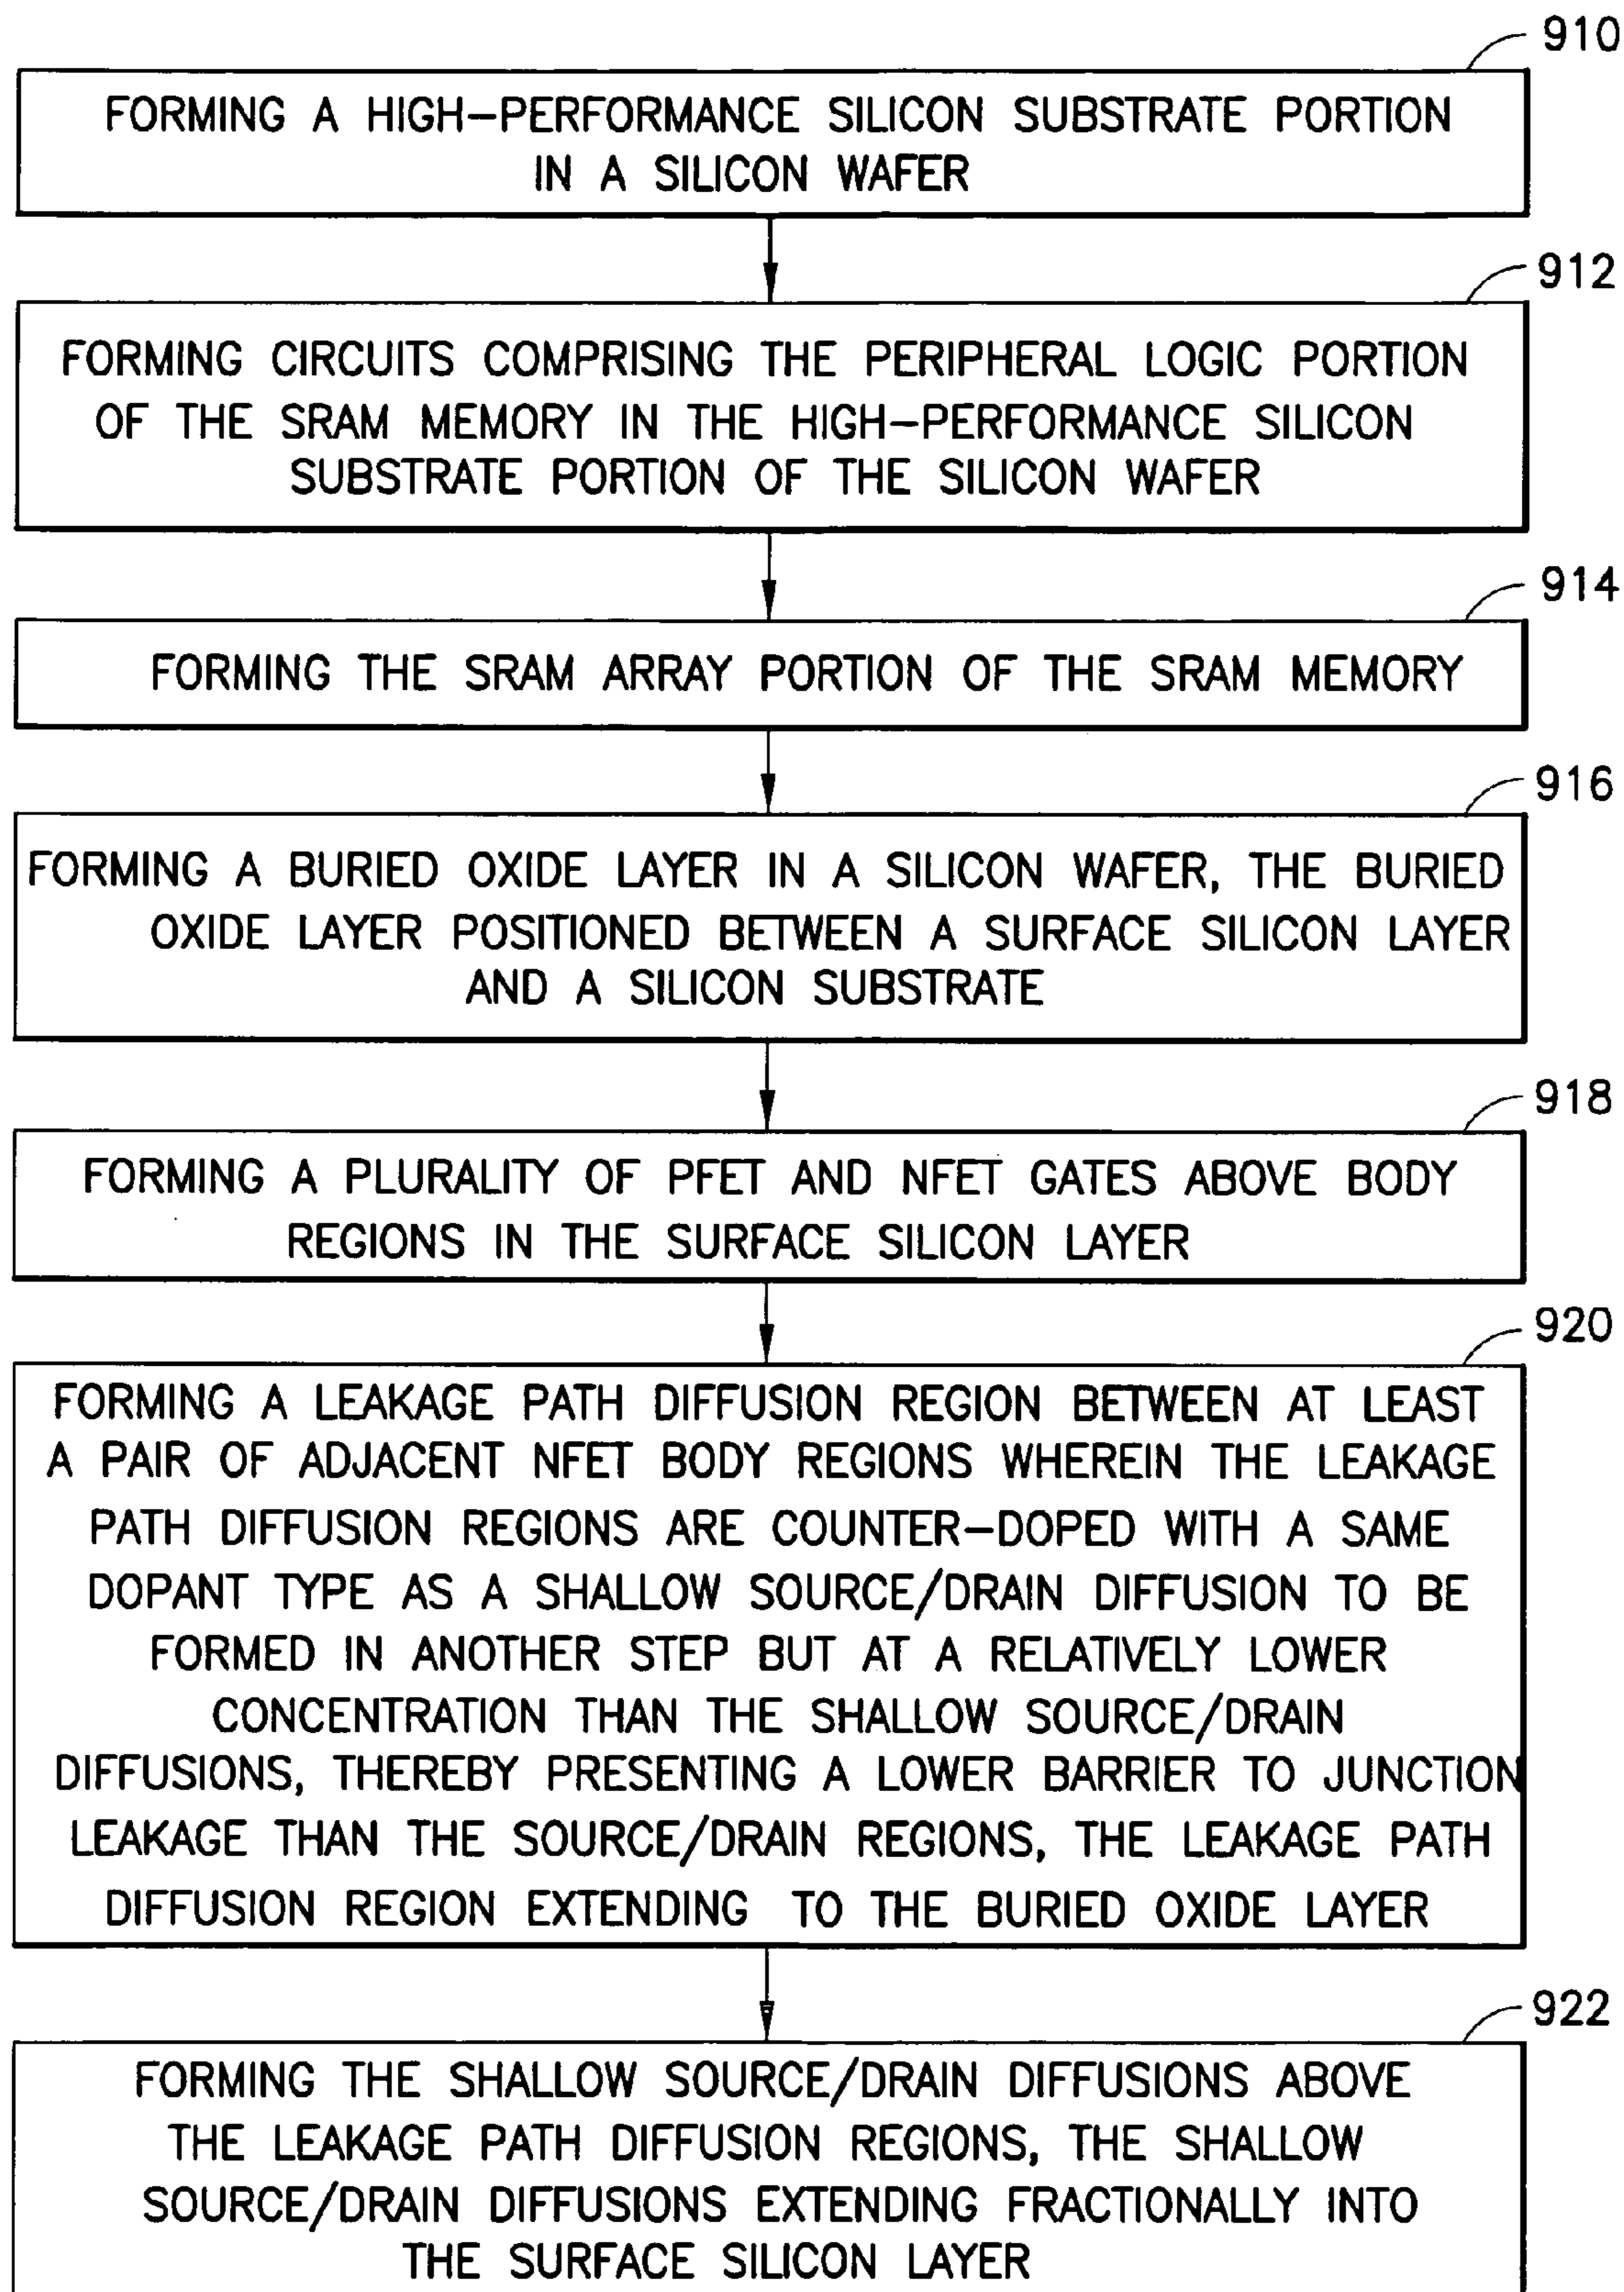 910
FORMING A HIGH-PERFORMANCE SILICON SUBSTRATE PORTION
IN A SILICON WAFER
912
FORMING CIRCUITS COMPRISING THE PERIPHERAL LOGIC PORTION
OF THE SRAM MEMORY IN THE HIGH-PERFORMANCE SILICON
SUBSTRATE PORTION OF THE SILICON WAFER
914
FORMING THE SRAM ARRAY PORTION OF THE SRAM MEMORY
916
FORMING A BURIED OXIDE LAYER IN A SILICON WAFER, THE BURIED
OXIDE LAYER POSITIONED BETWEEN A SURFACE SILICON LAYER
AND A SILICON SUBSTRATE
918
FORMING A PLURALITY OF PFET AND NFET GATES ABOVE BODY
REGIONS IN THE SURFACE SILICON LAYER
920
FORMING A LEAKAGE PATH DIFFUSION REGION BETWEEN AT LEAST
A PAIR OF ADJACENT NFET BODY REGIONS WHEREIN THE LEAKAGE
PATH DIFFUSION REGIONS ARE COUNTER-DOPED WITH A SAME
DOPANT TYPE AS A SHALLOW SOURCE/DRAIN DIFFUSION TO BE
FORMED IN ANOTHER STEP BUT AT A RELATIVELY LOWER
CONCENTRATION THAN THE SHALLOW SOURCE/DRAIN
DIFFUSIONS, THEREBY PRESENTING A LOWER BARRIER TO JUNCTION
LEAKAGE THAN THE SOURCE/DRAIN REGIONS, THE LEAKAGE PATH
DIFFUSION REGION EXTENDING TO THE BURIED OXIDE LAYER
922
FORMING THE SHALLOW SOURCE/DRAIN DIFFUSIONS ABOVE
THE LEAKAGE PATH DIFFUSION REGIONS, THE SHALLOW
SOURCE/DRAIN DIFFUSIONS EXTENDING FRACTIONALLY INTO
THE SURFACE SILICON LAYER